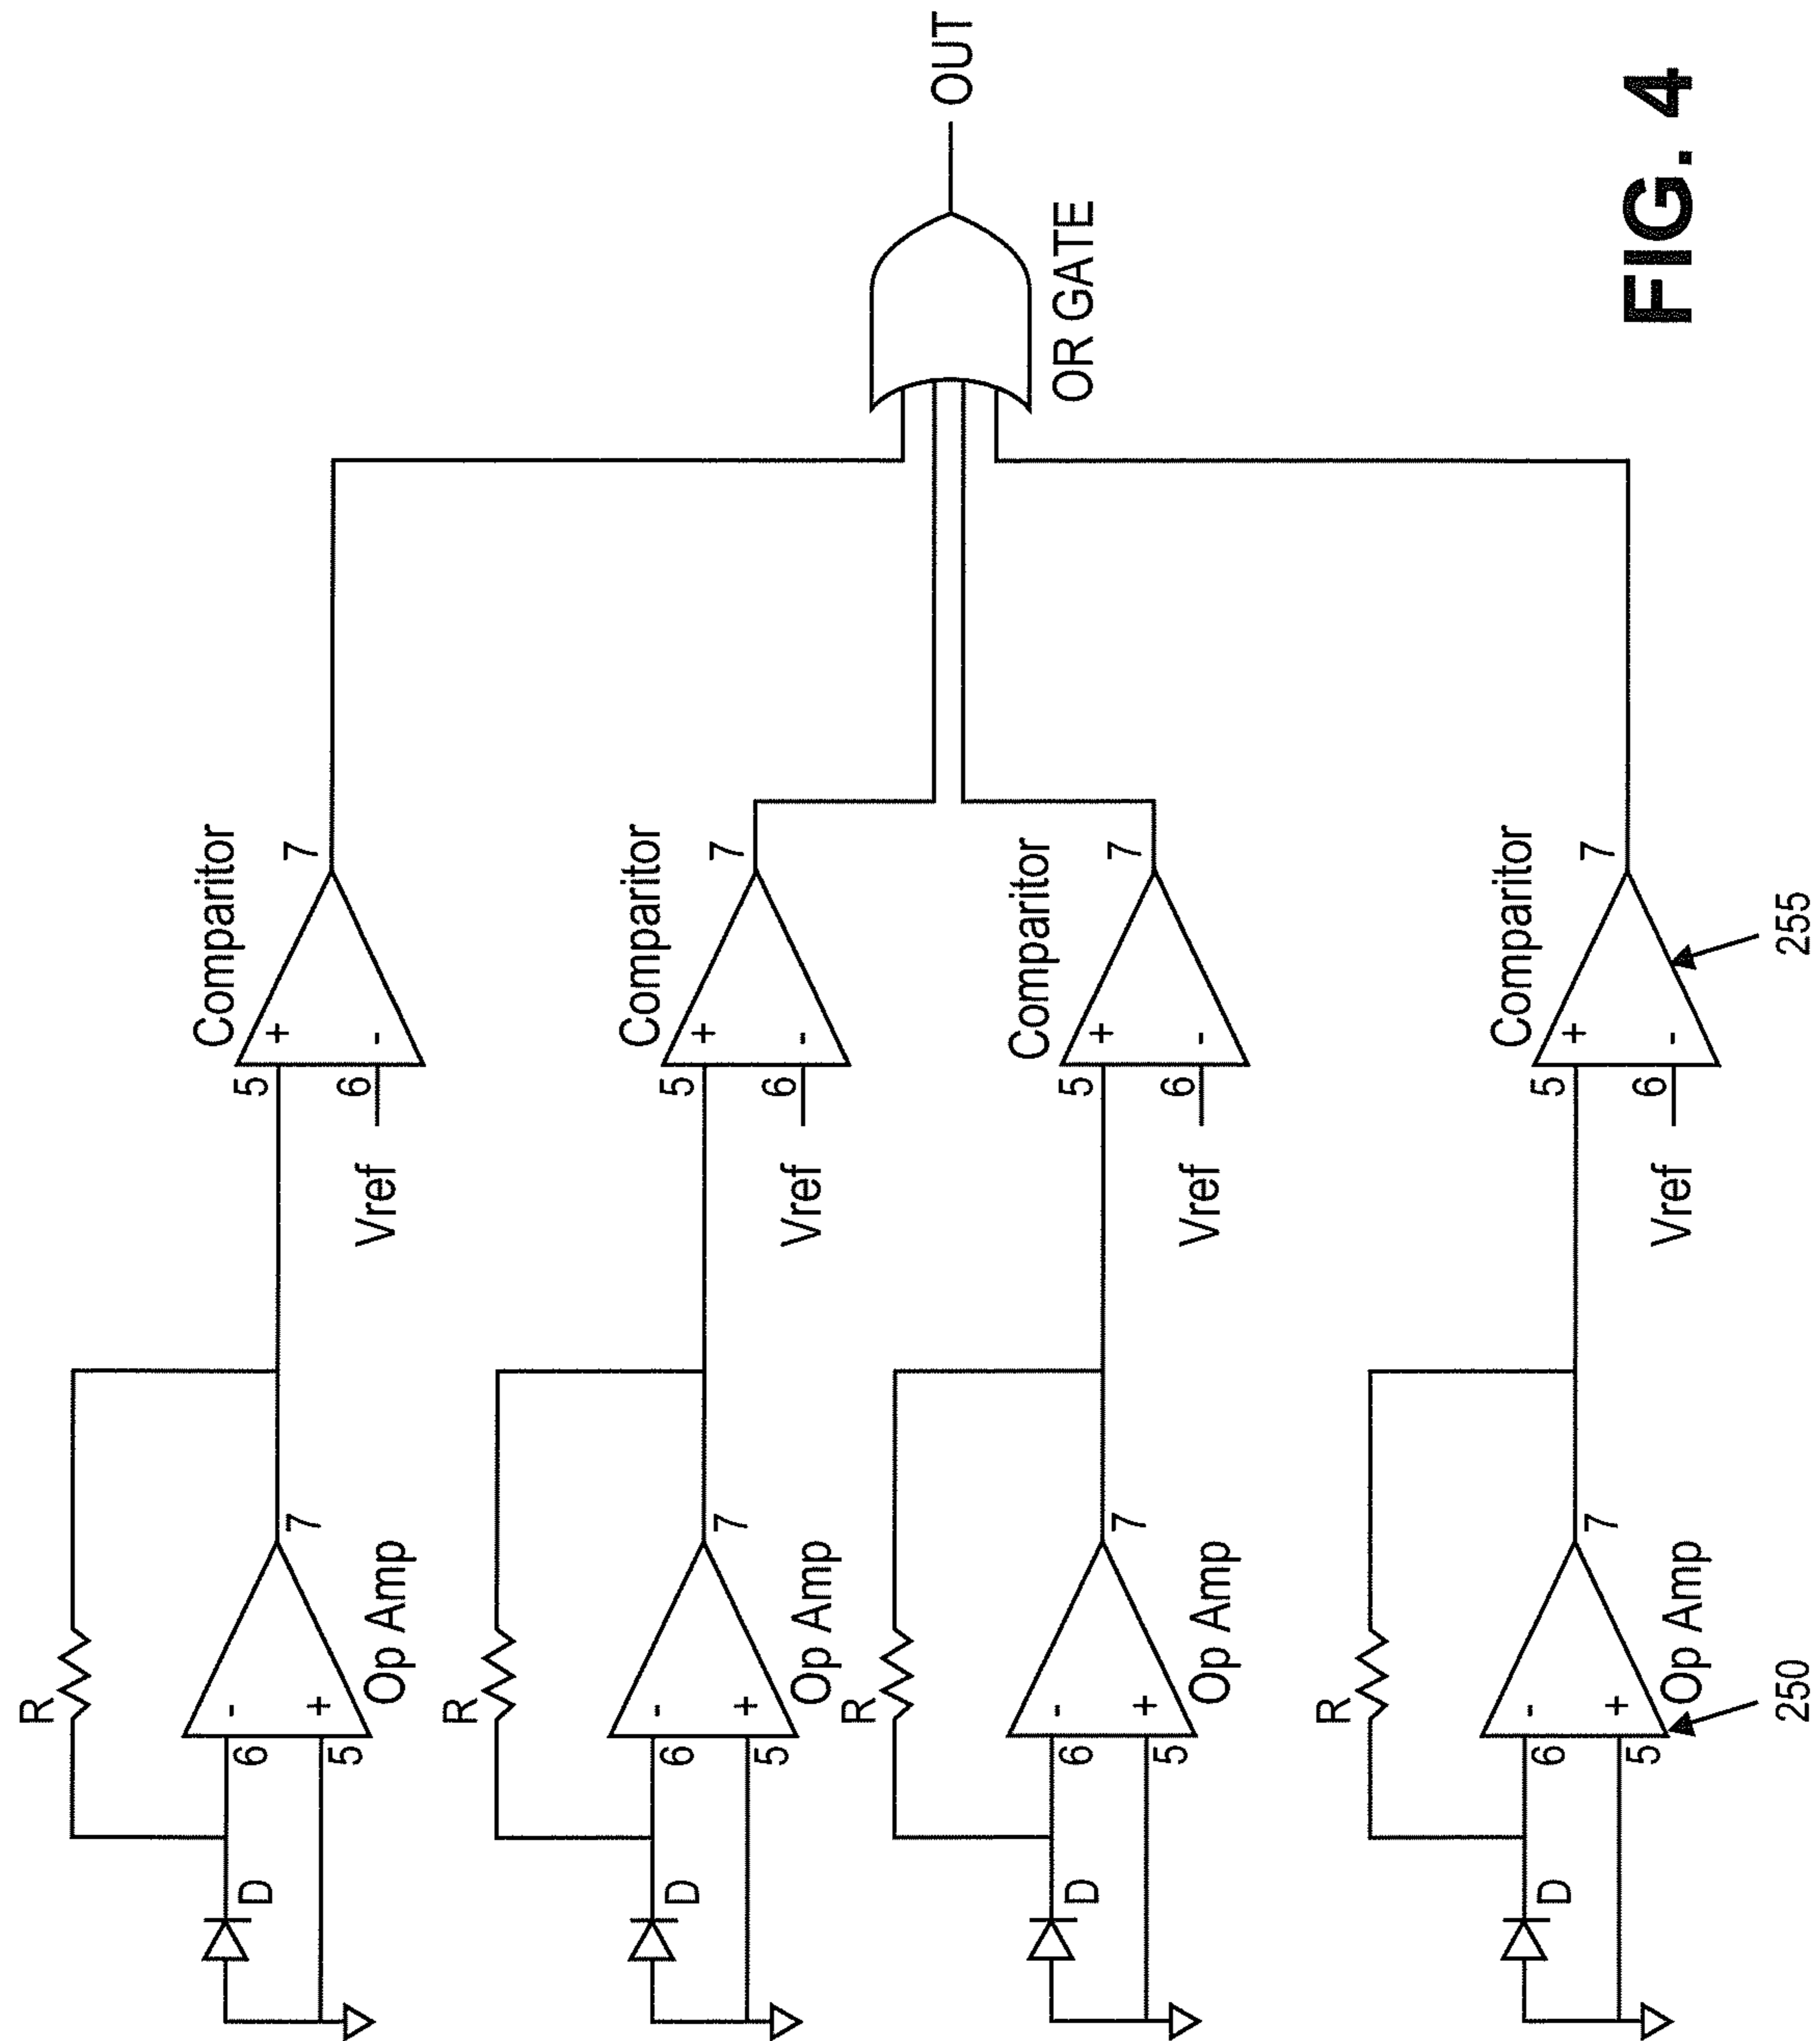 R
D
6
5
-
+
7
Op Amp
Comparitor
5
6
+
-
7
Vref
R
D
6
5
-
+
7
Op Amp
Comparitor
5
6
+
-
7
Vref
R
D
6
5
-
+
7
Op Amp
Comparitor
5
6
+
-
7
Vref
R
D
6
5
-
+
7
Op Amp
250
Comparitor
5
6
+
-
7
Vref
255
OR GATE
OUT
FIG. 4